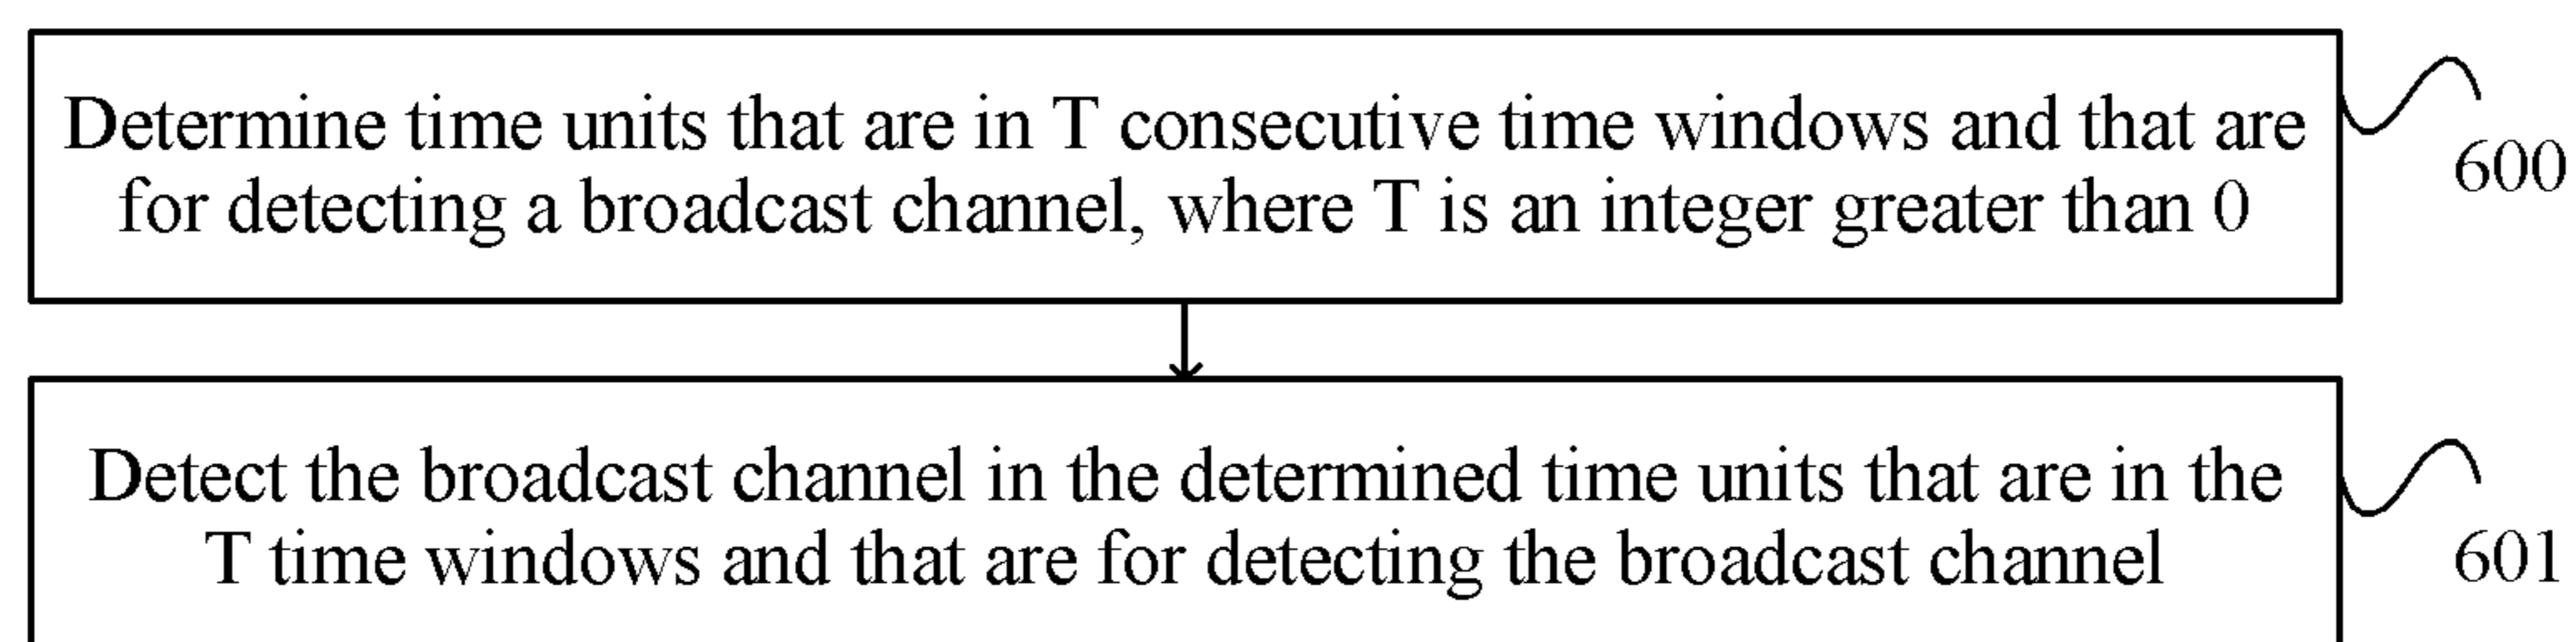 Determine time units that are in T consecutive time windows and that are
for detecting a broadcast channel, where T is an integer greater than 0
600
Detect the broadcast channel in the determined time units that are in the
T time windows and that are for detecting the broadcast channel
601